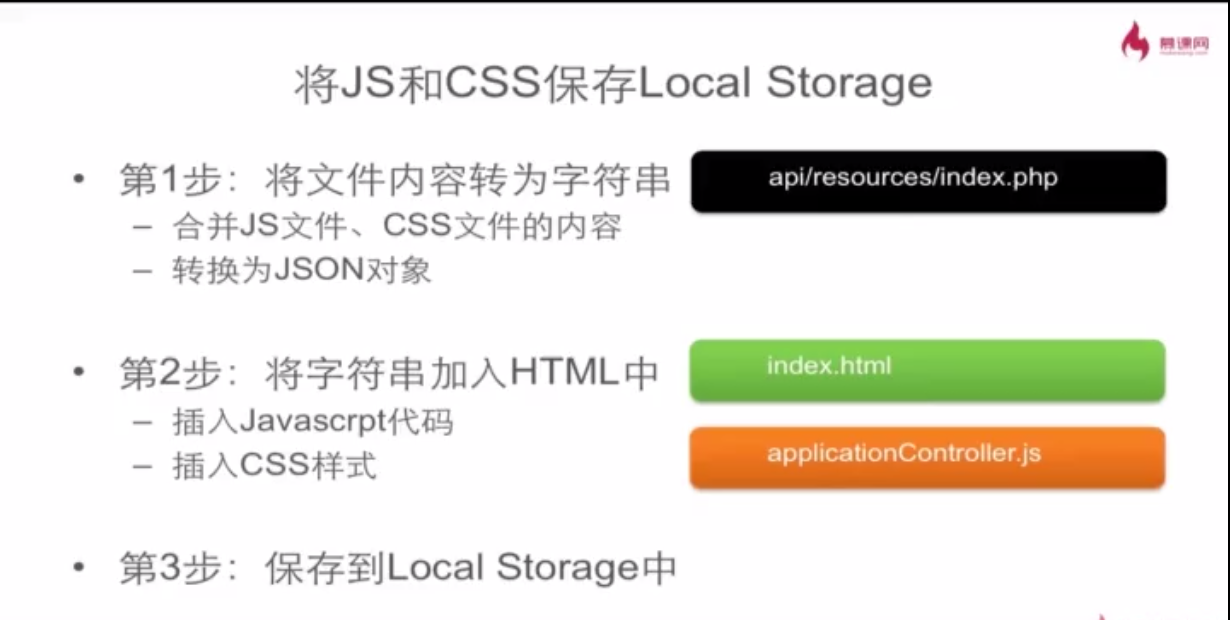 慕课网
将JS和CSS保存Local Storage
• 第1步：将文件内容转为字符串
api/resources/index.php
– 合并JS文件、CSS文件的内容
– 转换为JSON对象
• 第2步：将字符串加入HTML中
index.html
– 插入Javascrpt代码
applicationController.js
– 插入CSS样式
• 第3步：保存到Local Storage中